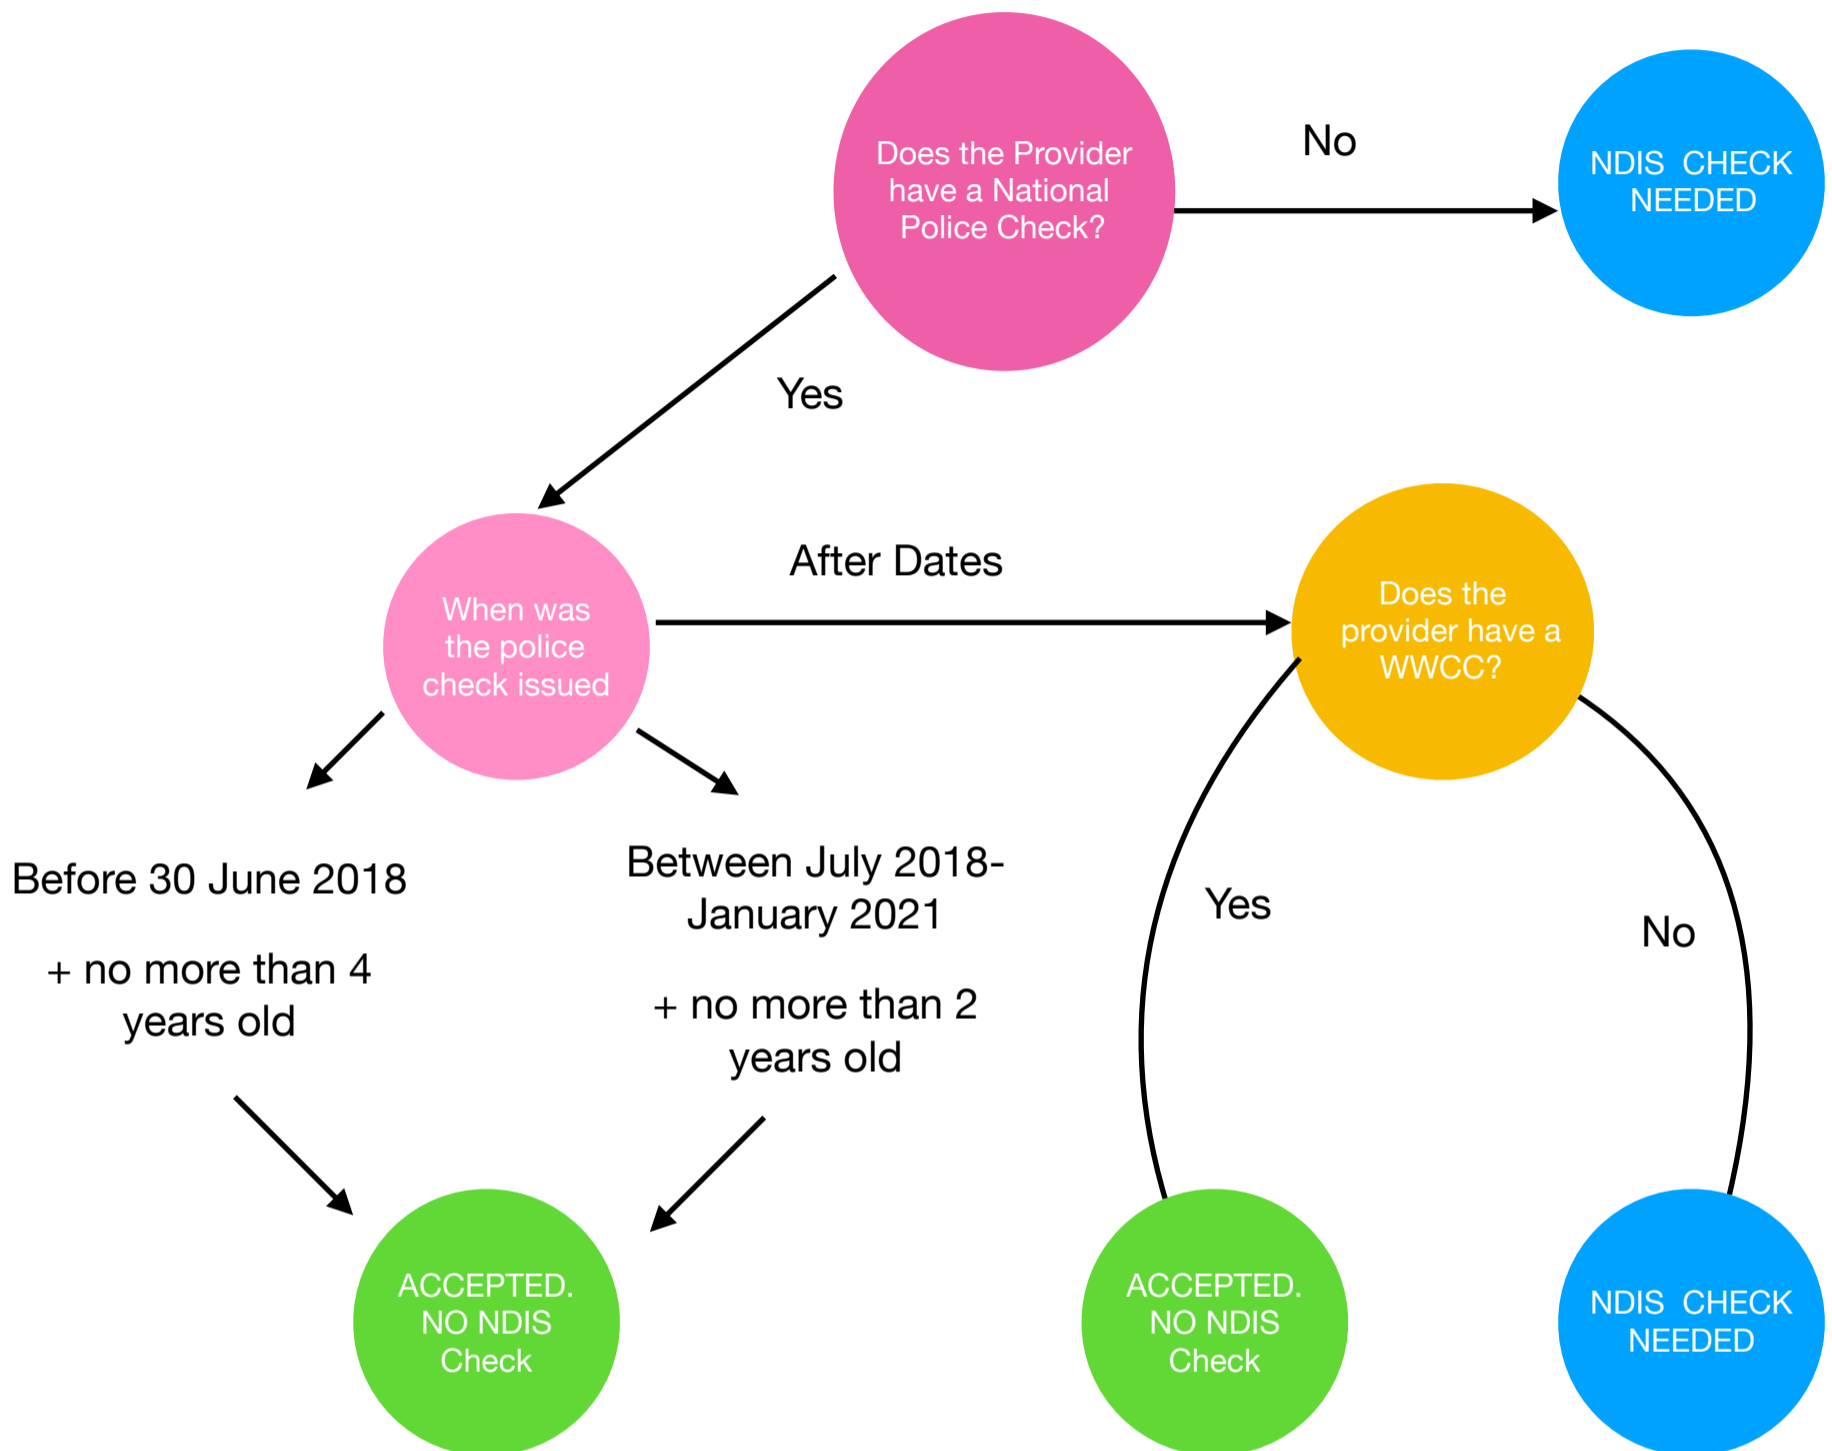 Does the Provider
have a National
Police Check?
No
NDIS  CHECK
NEEDED
Yes
When was
the police
check issued
After Dates
Does the
provider have a
WWCC?
Before 30 June 2018
+ no more than 4
years old
Between July 2018-
January 2021
+ no more than 2
years old
Yes
No
ACCEPTED.
NO NDIS
Check
ACCEPTED.
NO NDIS
Check
NDIS  CHECK
NEEDED